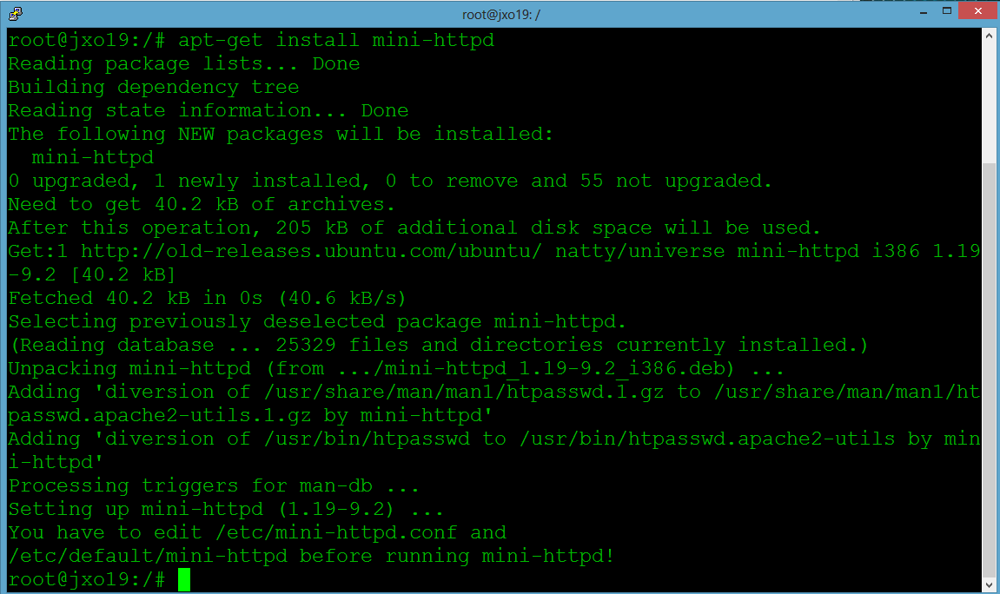 root@jxo19: /
root@jxo19:/# apt-get install mini-httpd
Reading package lists... Done
Building dependency tree
Reading state information... Done
The following NEW packages will be installed:
  mini-httpd
0 upgraded, 1 newly installed, 0 to remove and 55 not upgraded.
Need to get 40.2 kB of archives.
After this operation, 205 kB of additional disk space will be used.
Get:1 http://old-releases.ubuntu.com/ubuntu/ natty/universe mini-httpd i386 1.19
-9.2 [40.2 kB]
Fetched 40.2 kB in 0s (40.6 kB/s)
Selecting previously deselected package mini-httpd.
(Reading database ... 25329 files and directories currently installed.)
Unpacking mini-httpd (from .../mini-httpd_1.19-9.2_i386.deb) ...
Adding 'diversion of /usr/share/man/man1/htpasswd.1.gz to /usr/share/man/man1/ht
passwd.apache2-utils.1.gz by mini-httpd'
Adding 'diversion of /usr/bin/htpasswd to /usr/bin/htpasswd.apache2-utils by min
i-httpd'
Processing triggers for man-db ...
Setting up mini-httpd (1.19-9.2) ...
You have to edit /etc/mini-httpd.conf and
/etc/default/mini-httpd before running mini-httpd!
root@jxo19:/#